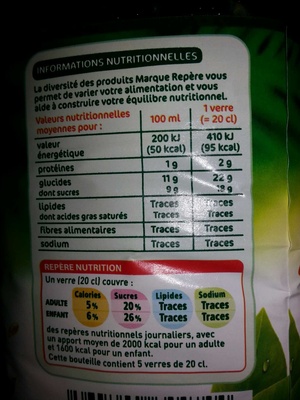 INFORMATIONS NUTRITIONNELLES
La diversité des produits Marque Repère vous
permet de varier votre alimentation et vous
aide à construire votre équilibre nutritionnel.
Valeurs nutritionnelles moyennes pour : 100 ml 1 verre (= 20 cl)
valeur énergétique 200 kJ (50 kcal) 410 kJ (95 kcal)
protéines 1 g 2 g
glucides 11 g 22 g
dont sucres 9 g 18 g
lipides Traces Traces
dont acides gras saturés Traces Traces
fibres alimentaires Traces Traces
sodium Traces Traces
REPÈRE NUTRITION
Un verre (20 cl) couvre :
Calories Sucres Lipides Sodium
ADULTE 5% 20% Traces Traces
ENFANT 6% 26% Traces Traces
des repères nutritionnels journaliers, avec
un apport moyen de 2000 kcal pour un adulte
et 1600 kcal pour un enfant.
Cette bouteille contient 5 verres de 20 cl.